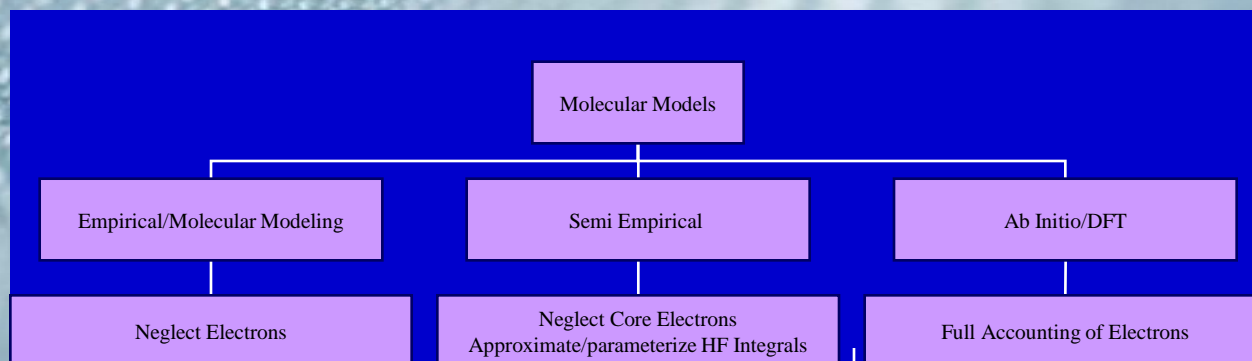 Molecular Models
Empirical/Molecular Modeling
Semi Empirical
Ab Initio/DFT
Neglect Electrons
Neglect Core Electrons
Approximate/parameterize HF Integrals
Full Accounting of Electrons